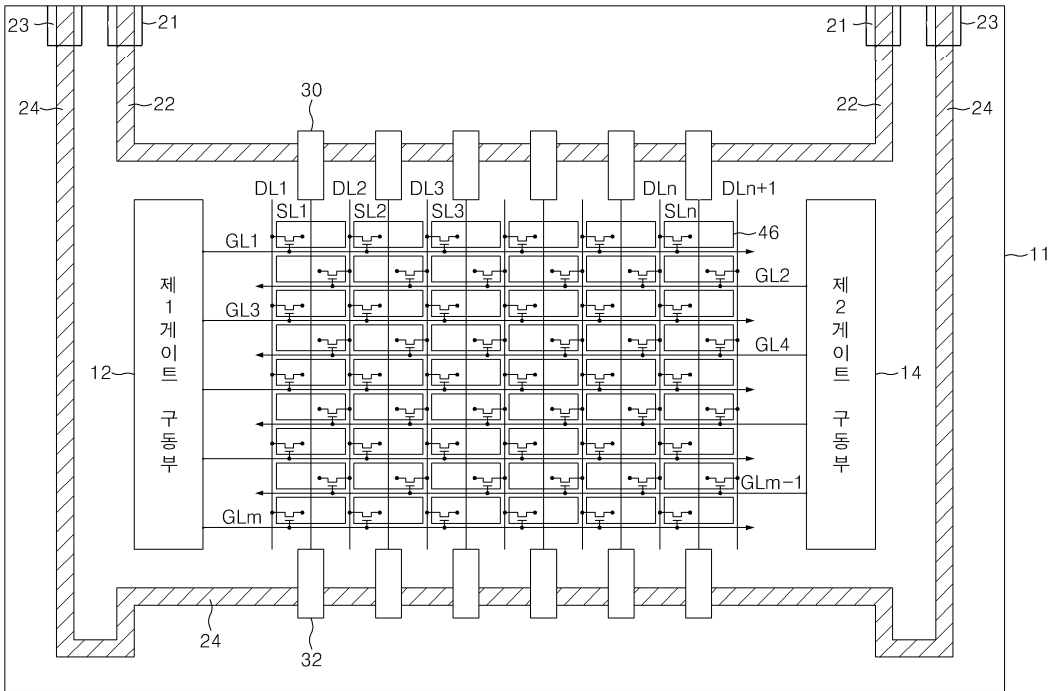 23
21
21
23
24
22
30
22
24
DL1
DL2
DL3
DLn
DLn+1
SL1
SL2
SL3
SLn
46
GL1
11
GL2
GL3
GL4
12
제1게이트 구동부
제2게이트 구동부
14
GLm-1
GLm
24
32